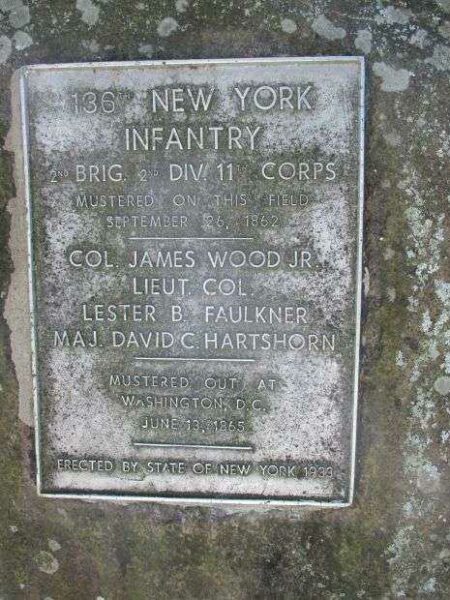 136TH NEW YORK
INFANTRY
2ND BRIG. 2ND DIV. 11TH CORPS
MUSTERED ON THIS FIELD
SEPTEMBER 26, 1862
COL. JAMES WOOD JR.
LIEUT. COL.
LESTER B. FAULKNER
MAJ. DAVID C. HARTSHORN
MUSTERED OUT AT
WASHINGTON, D.C.
JUNE 13, 1865
ERECTED BY STATE OF NEW YORK 1933